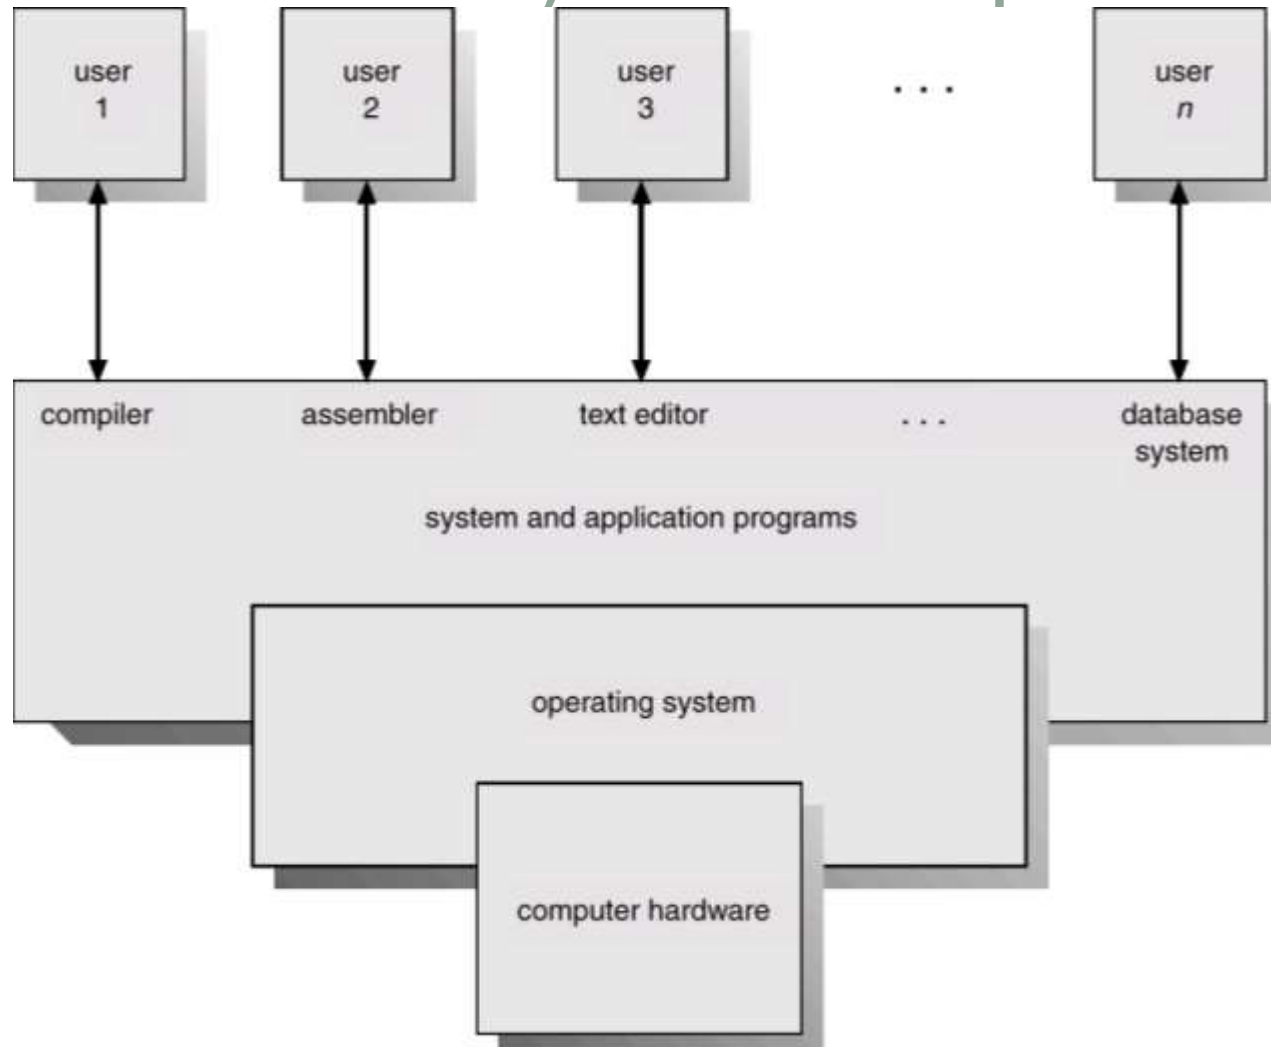 user
1
user
2
user
3
. . .
user
n
compiler
assembler
text editor
. . .
database
system
system and application programs
operating system
computer hardware